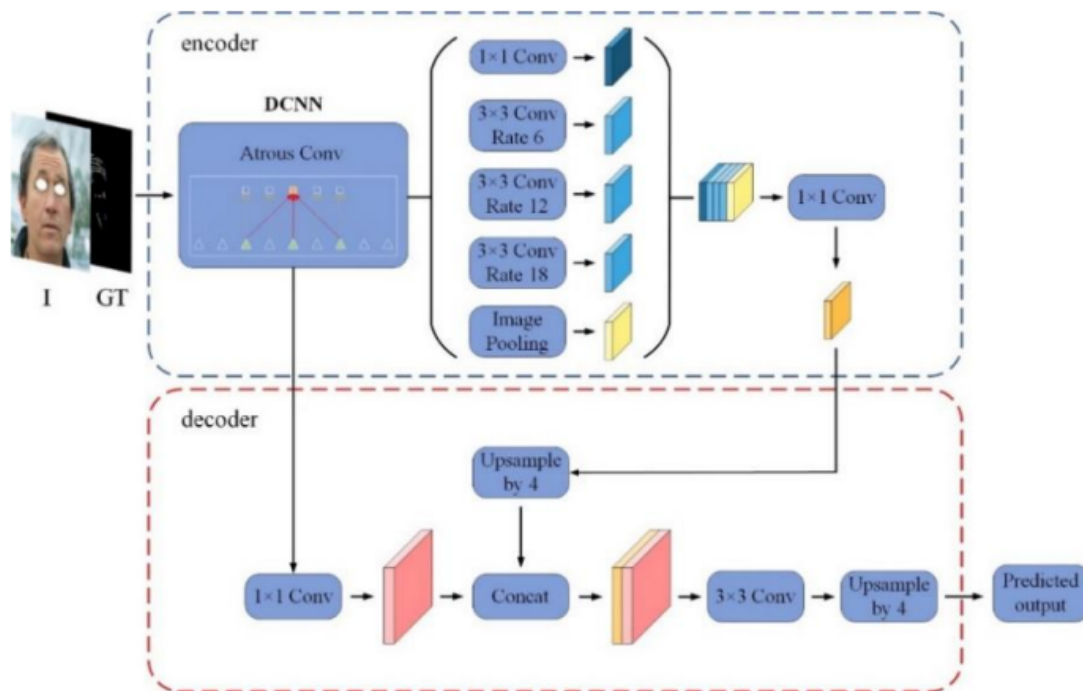 encoder
DCNN
Atrous Conv
1×1 Conv
3×3 Conv
Rate 6
3×3 Conv
Rate 12
3×3 Conv
Rate 18
Image
Pooling
1×1 Conv
I
GT
decoder
Upsample
by 4
1×1 Conv
Concat
3×3 Conv
Upsample
by 4
Predicted
output